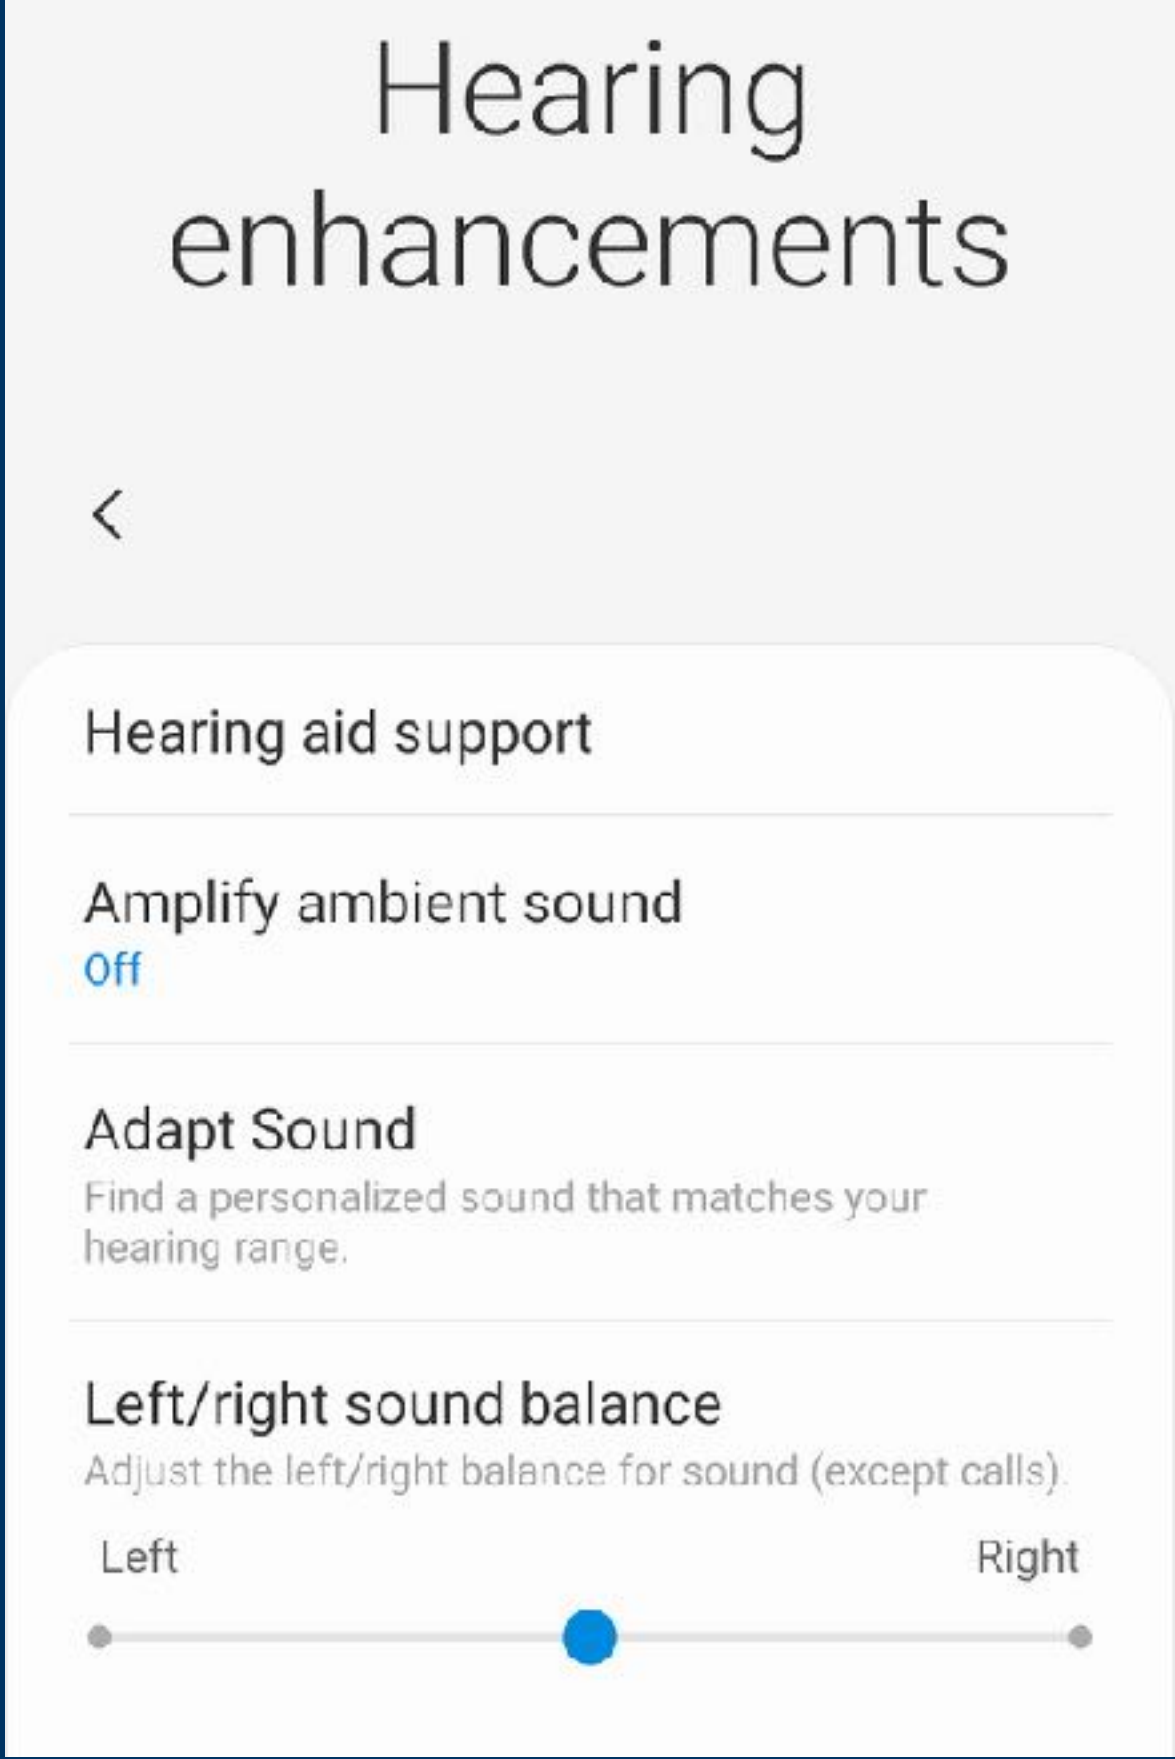 Hearing
enhancements
Hearing aid support
Amplify ambient sound
Off
Adapt Sound
Find a personalized sound that matches your
hearing range.
Left/right sound balance
Adjust the left/right balance for sound (except calls).
Left
Right